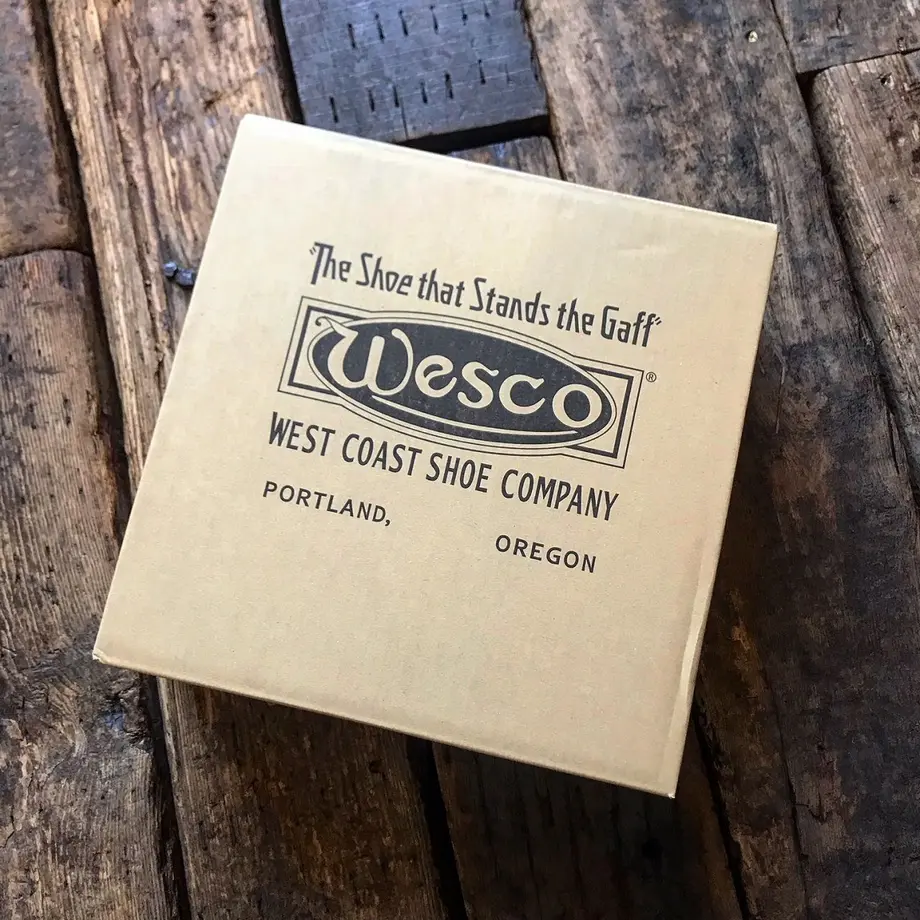 "The Shoe that Stands the Gaff"
Wesco®
WEST COAST SHOE COMPANY
PORTLAND,
OREGON